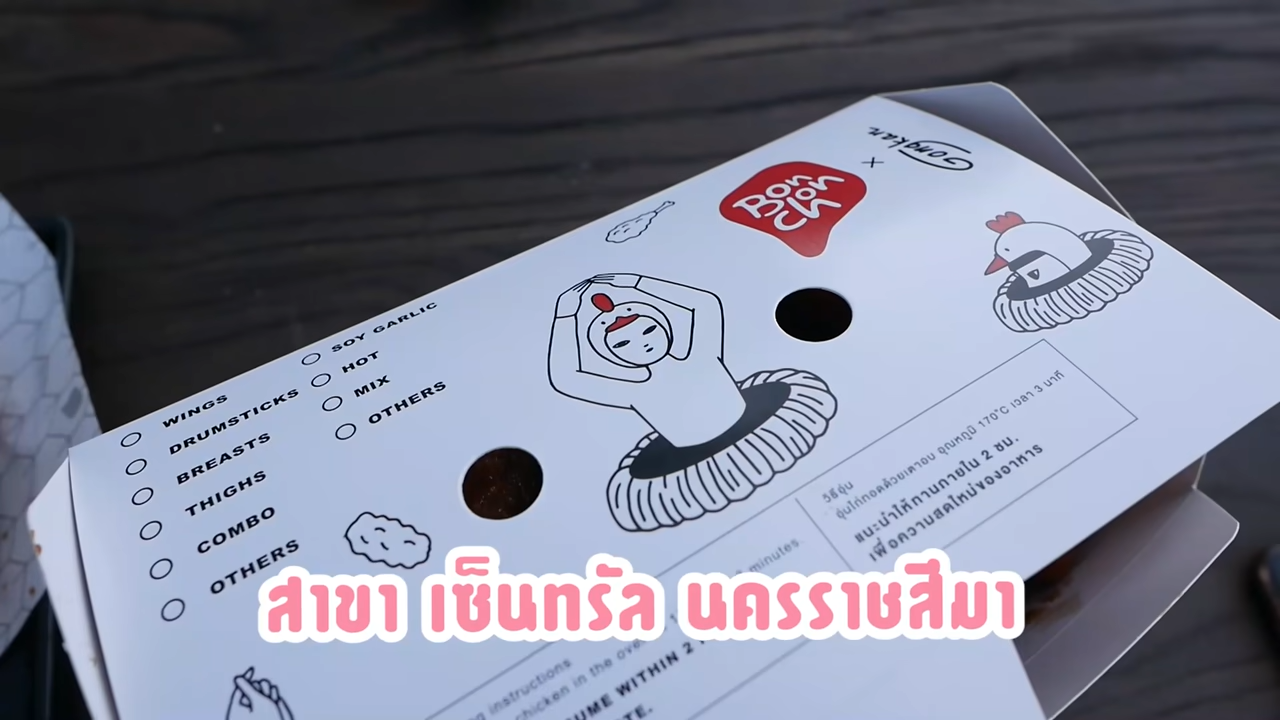 Gongkan
x
BonChon
SOY GARLIC
HOT
MIX
OTHERS
WINGS
DRUMSTICKS
BREASTS
THIGHS
COMBO
OTHERS
วิธีอุ่น
อุ่นไก่ทอดด้วยเตาอบ อุณหภูมิ 170°C เวลา 3 นาที
แนะนำให้ทานภายใน 2 ชม.
เพื่อความสดใหม่ของอาหาร
minutes
instructions
chicken in the
WITHIN 2
สาขา เซ็นทรัล นครราชสีมา